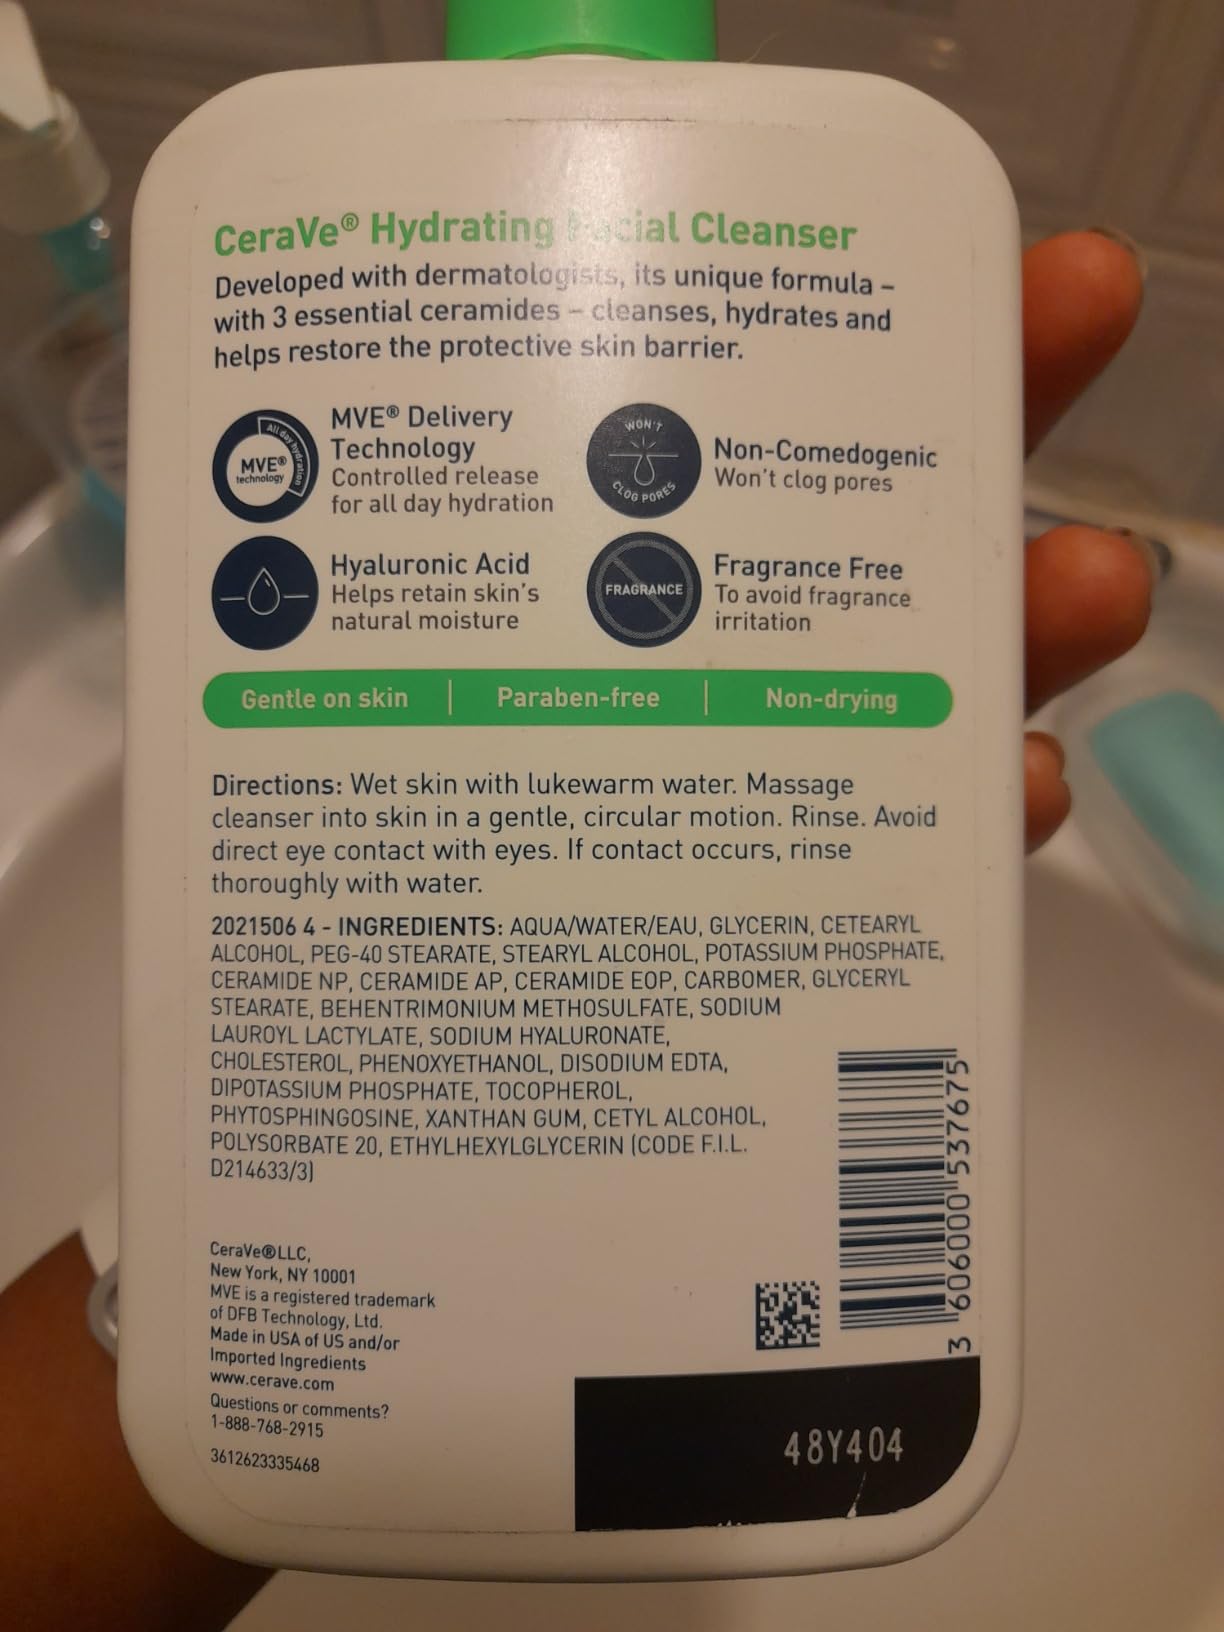 CeraVe® Hydrating Facial Cleanser
Developed with dermatologists, its unique formula –
with 3 essential ceramides – cleanses, hydrates and
helps restore the protective skin barrier.
All day hydration
MVE®
technology
MVE® Delivery
Technology
Controlled release
for all day hydration
WON'T
CLOG PORES
Non-Comedogenic
Won't clog pores
Hyaluronic Acid
Helps retain skin's
natural moisture
FRAGRANCE
Fragrance Free
To avoid fragrance
irritation
Gentle on skin | Paraben-free | Non-drying
Directions: Wet skin with lukewarm water. Massage
cleanser into skin in a gentle, circular motion. Rinse. Avoid
direct eye contact with eyes. If contact occurs, rinse
thoroughly with water.
2021506 4 - INGREDIENTS: AQUA/WATER/EAU, GLYCERIN, CETEARYL
ALCOHOL, PEG-40 STEARATE, STEARYL ALCOHOL, POTASSIUM PHOSPHATE,
CERAMIDE NP, CERAMIDE AP, CERAMIDE EOP, CARBOMER, GLYCERYL
STEARATE, BEHENTRIMONIUM METHOSULFATE, SODIUM
LAUROYL LACTYLATE, SODIUM HYALURONATE,
CHOLESTEROL, PHENOXYETHANOL, DISODIUM EDTA,
DIPOTASSIUM PHOSPHATE, TOCOPHEROL,
PHYTOSPHINGOSINE, XANTHAN GUM, CETYL ALCOHOL,
POLYSORBATE 20, ETHYLHEXYLGLYCERIN (CODE F.I.L.
D214633/3)
CeraVe®LLC,
New York, NY 10001
MVE is a registered trademark
of DFB Technology, Ltd.
Made in USA of US and/or
Imported Ingredients
www.cerave.com
Questions or comments?
1-888-768-2915
3612623335468
3 606000 537675
48Y404